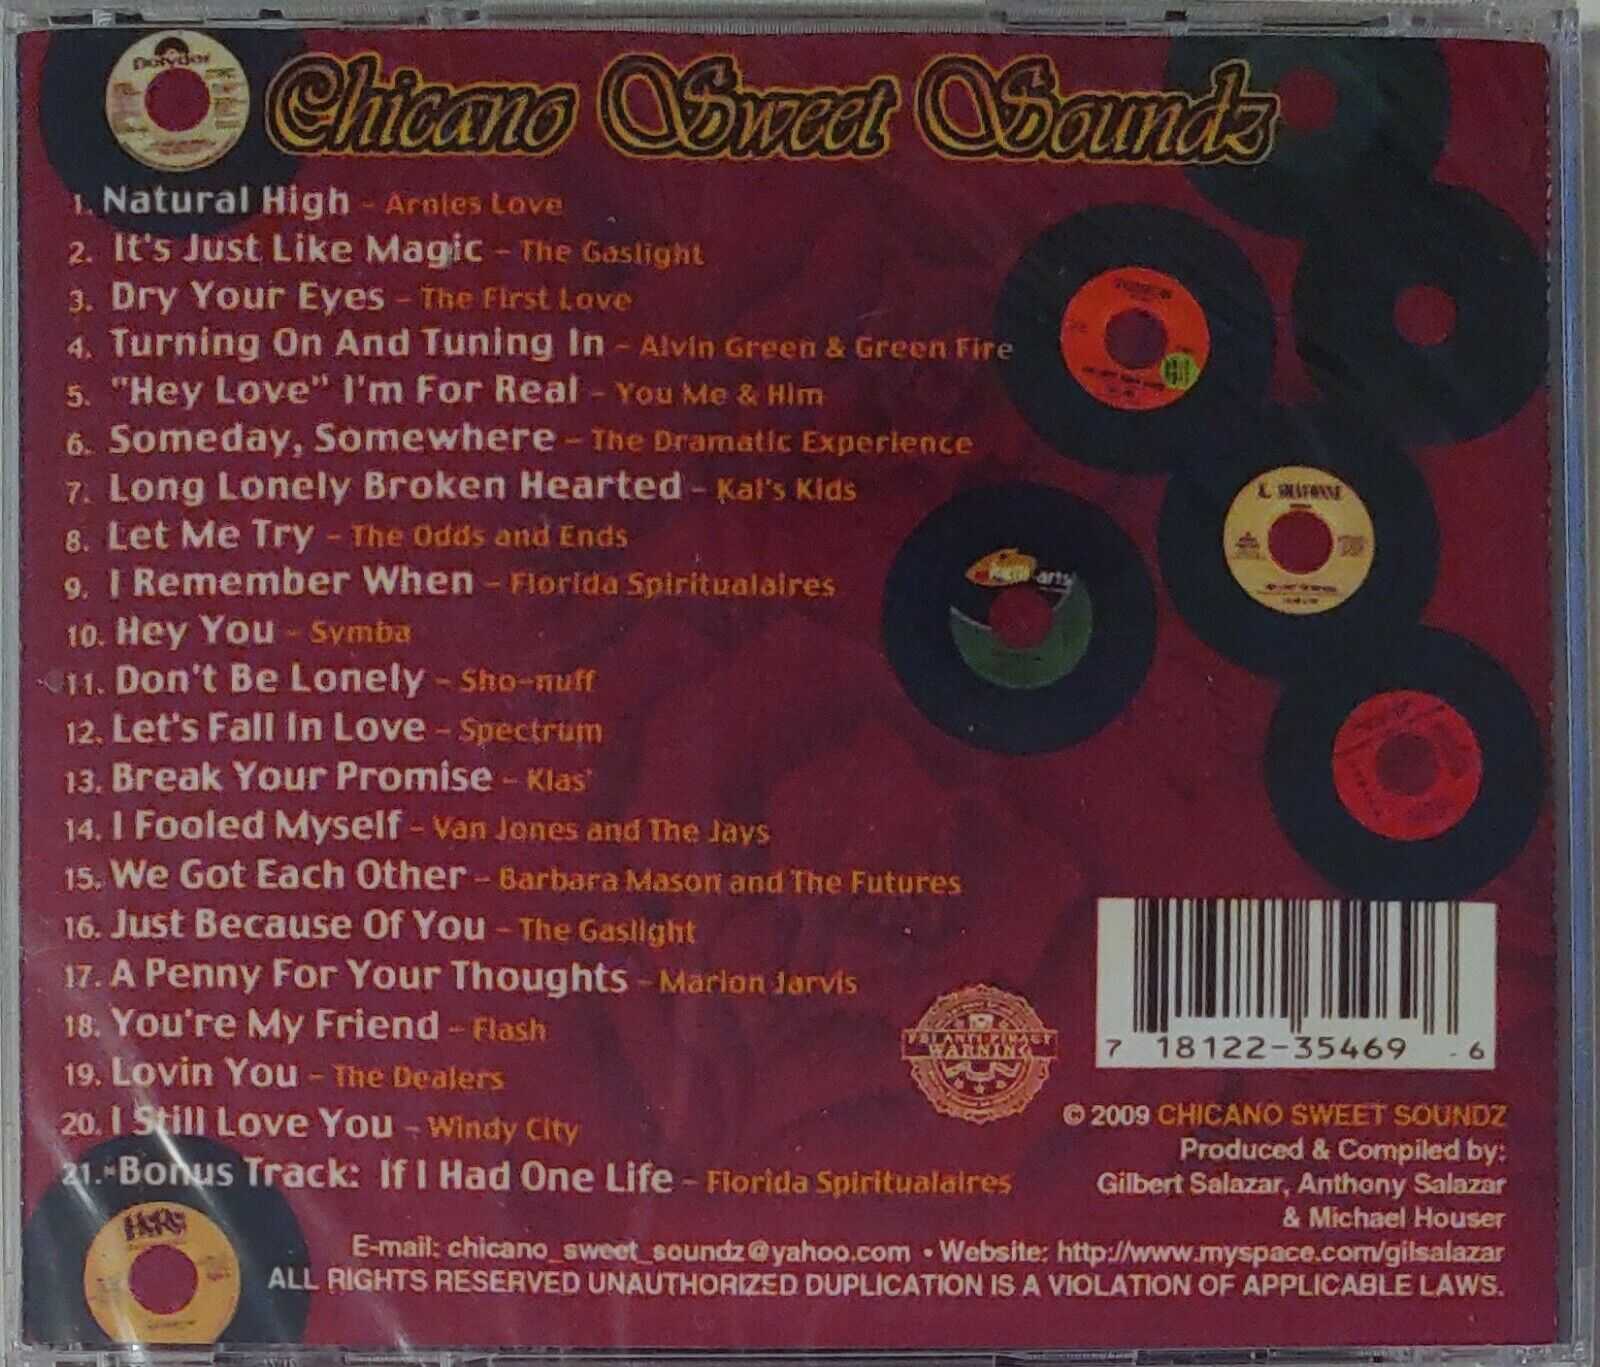 Polydor
Chicano Sweet Soundz
1. Natural High - Arnies Love
2. It's Just Like Magic - The Gaslight
3. Dry Your Eyes - The First Love
4. Turning On And Tuning In - Alvin Green & Green Fire
5. "Hey Love" I'm For Real - You Me & Him
6. Someday, Somewhere - The Dramatic Experience
7. Long Lonely Broken Hearted - Kal's Kids
8. Let Me Try - The Odds and Ends
9. I Remember When - Florida Spiritualaires
10. Hey You - Symba
11. Don't Be Lonely - Sho-nuff
12. Let's Fall In Love - Spectrum
13. Break Your Promise - Klas'
14. I Fooled Myself - Van Jones and The Jays
15. We Got Each Other - Barbara Mason and The Futures
16. Just Because Of You - The Gaslight
17. A Penny For Your Thoughts - Marion Jarvis
18. You're My Friend - Flash
19. Lovin You - The Dealers
20. I Still Love You - Windy City
21. Bonus Track: If I Had One Life - Florida Spiritualaires
arts
FBI ANTI-PIRACY
WARNING
7 18122-35469 6
© 2009 CHICANO SWEET SOUNDZ
Produced & Compiled by:
Gilbert Salazar, Anthony Salazar
& Michael Houser
E-mail: chicano_sweet_soundz@yahoo.com • Website: http://www.myspace.com/gilsalazar
ALL RIGHTS RESERVED UNAUTHORIZED DUPLICATION IS A VIOLATION OF APPLICABLE LAWS.